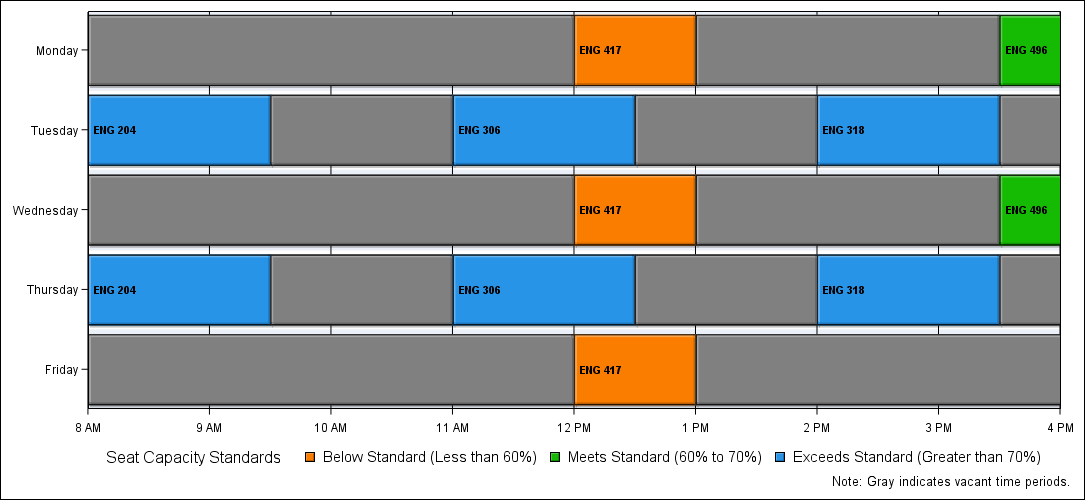 Monday
ENG 417
ENG 496
Tuesday
ENG 204
ENG 306
ENG 318
Wednesday
ENG 417
ENG 496
Thursday
ENG 204
ENG 306
ENG 318
Friday
ENG 417
8 AM 9 AM 10 AM 11 AM 12 PM 1 PM 2 PM 3 PM 4 PM
Seat Capacity Standards Below Standard (Less than 60%) Meets Standard (60% to 70%) Exceeds Standard (Greater than 70%)
Note: Gray indicates vacant time periods.